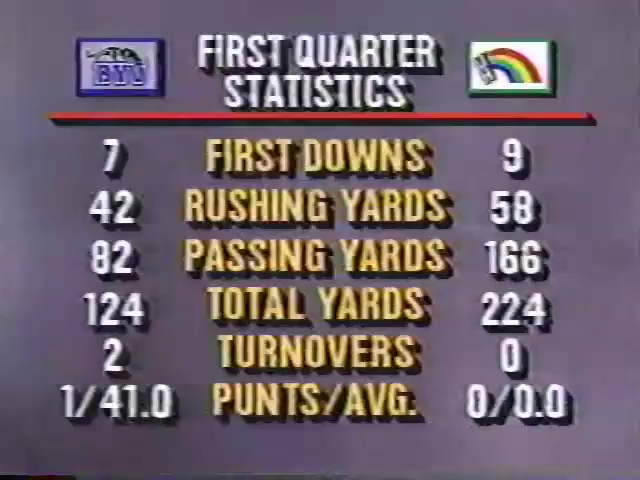 BYU
FIRST QUARTER
STATISTICS
7 FIRST DOWNS 9
42 RUSHING YARDS 58
82 PASSING YARDS 166
124 TOTAL YARDS 224
2 TURNOVERS 0
1/41.0 PUNTS/AVG. 0/0.0